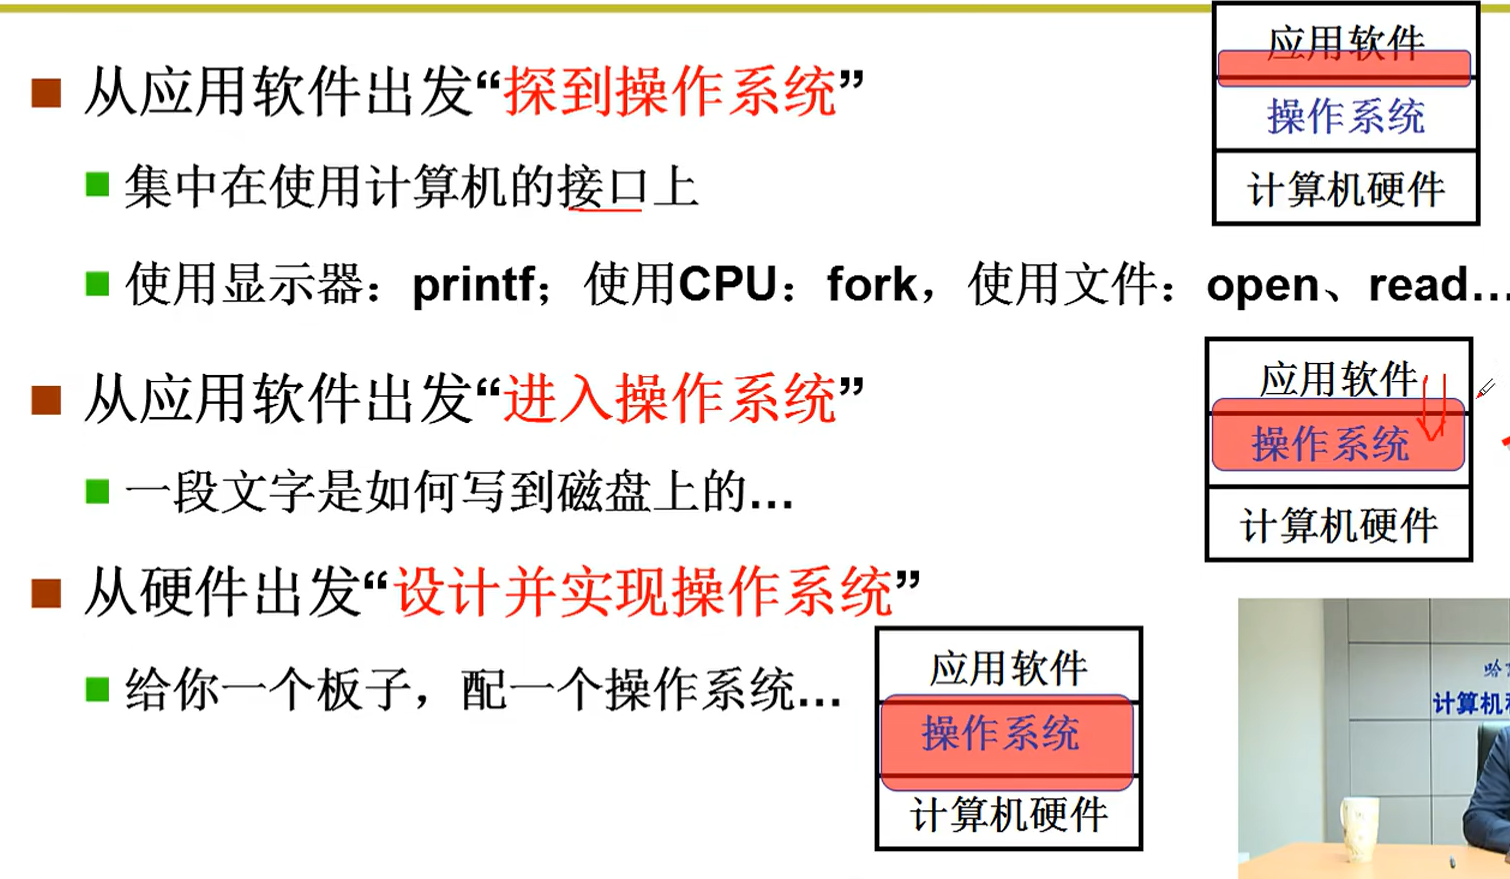 从应用软件出发“探到操作系统”
集中在使用计算机的接口上
使用显示器：printf；使用CPU：fork，使用文件：open、read…
应用软件
操作系统
计算机硬件
从应用软件出发“进入操作系统”
一段文字是如何写到磁盘上的…
应用软件
操作系统
计算机硬件
从硬件出发“设计并实现操作系统”
给你一个板子，配一个操作系统…
应用软件
操作系统
计算机硬件
计算机